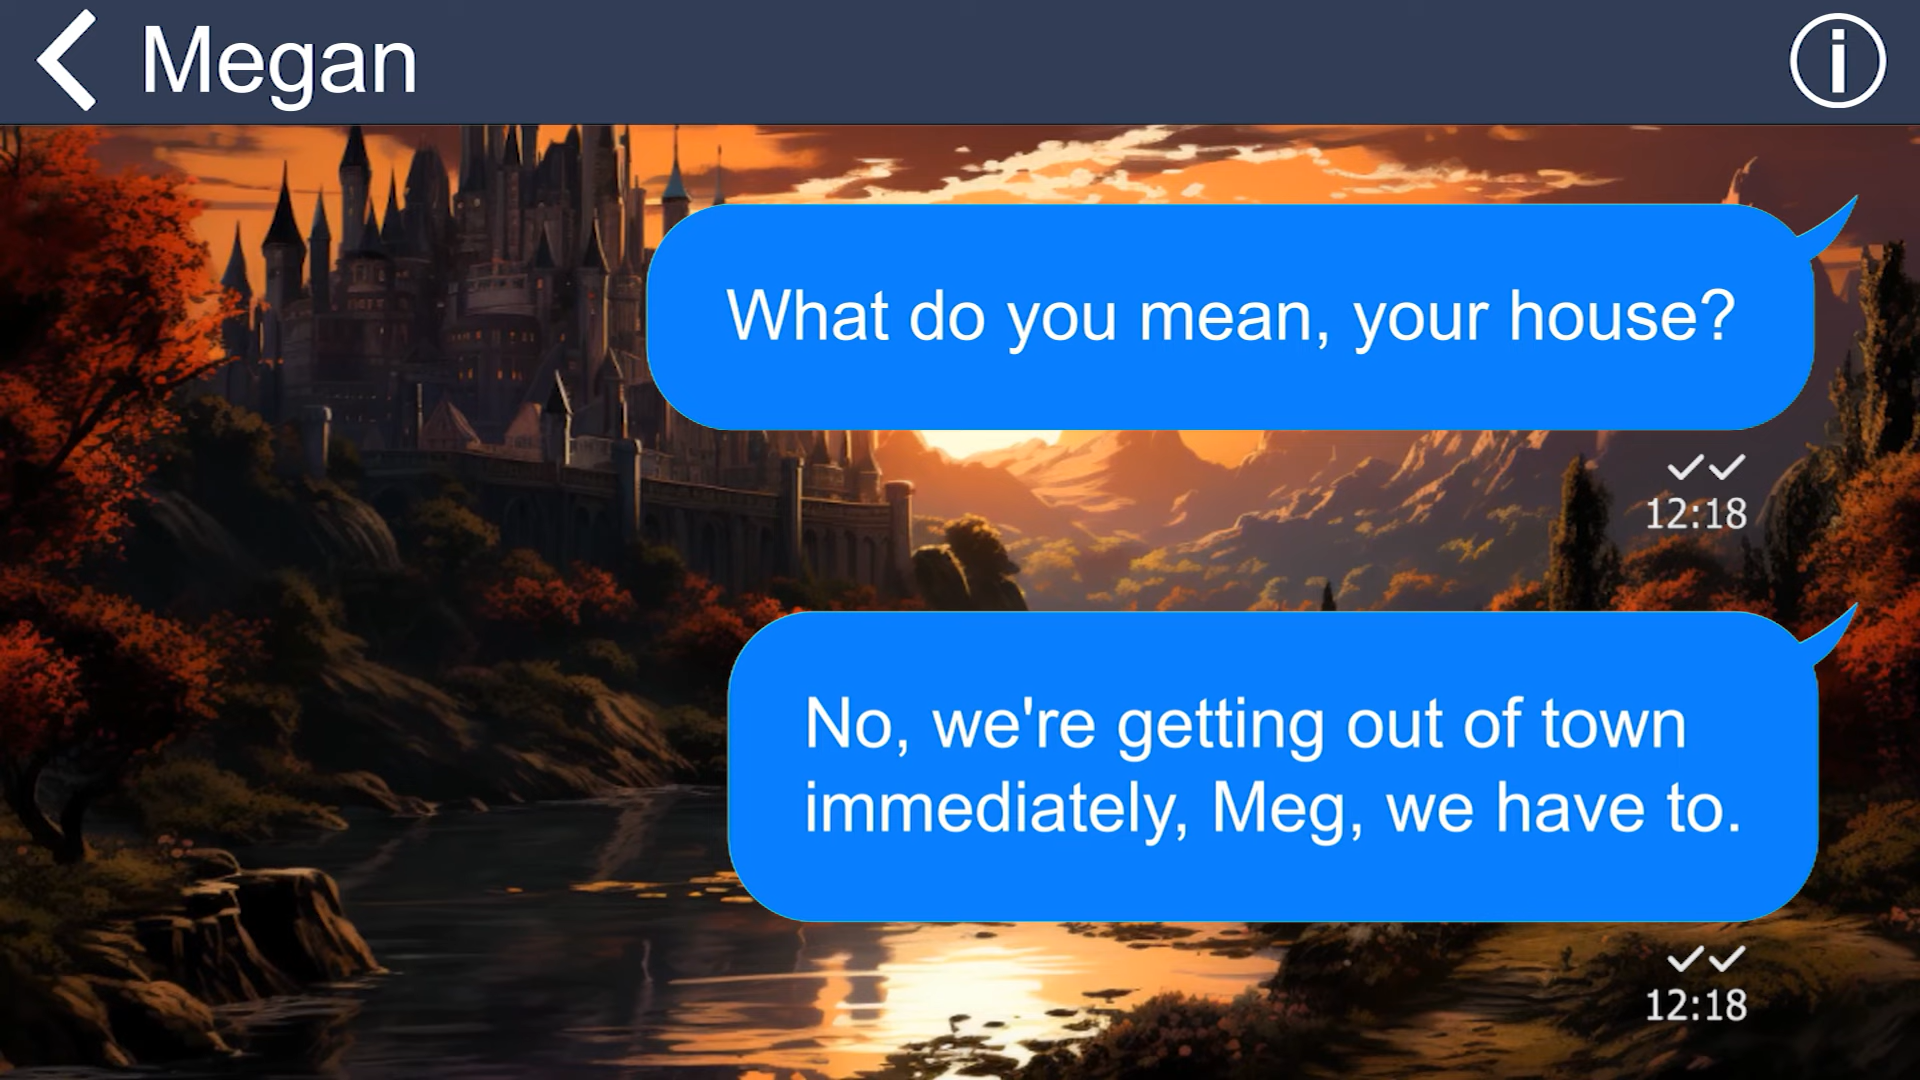 Megan
What do you mean, your house?
12:18
No, we're getting out of town
immediately, Meg, we have to.
12:18